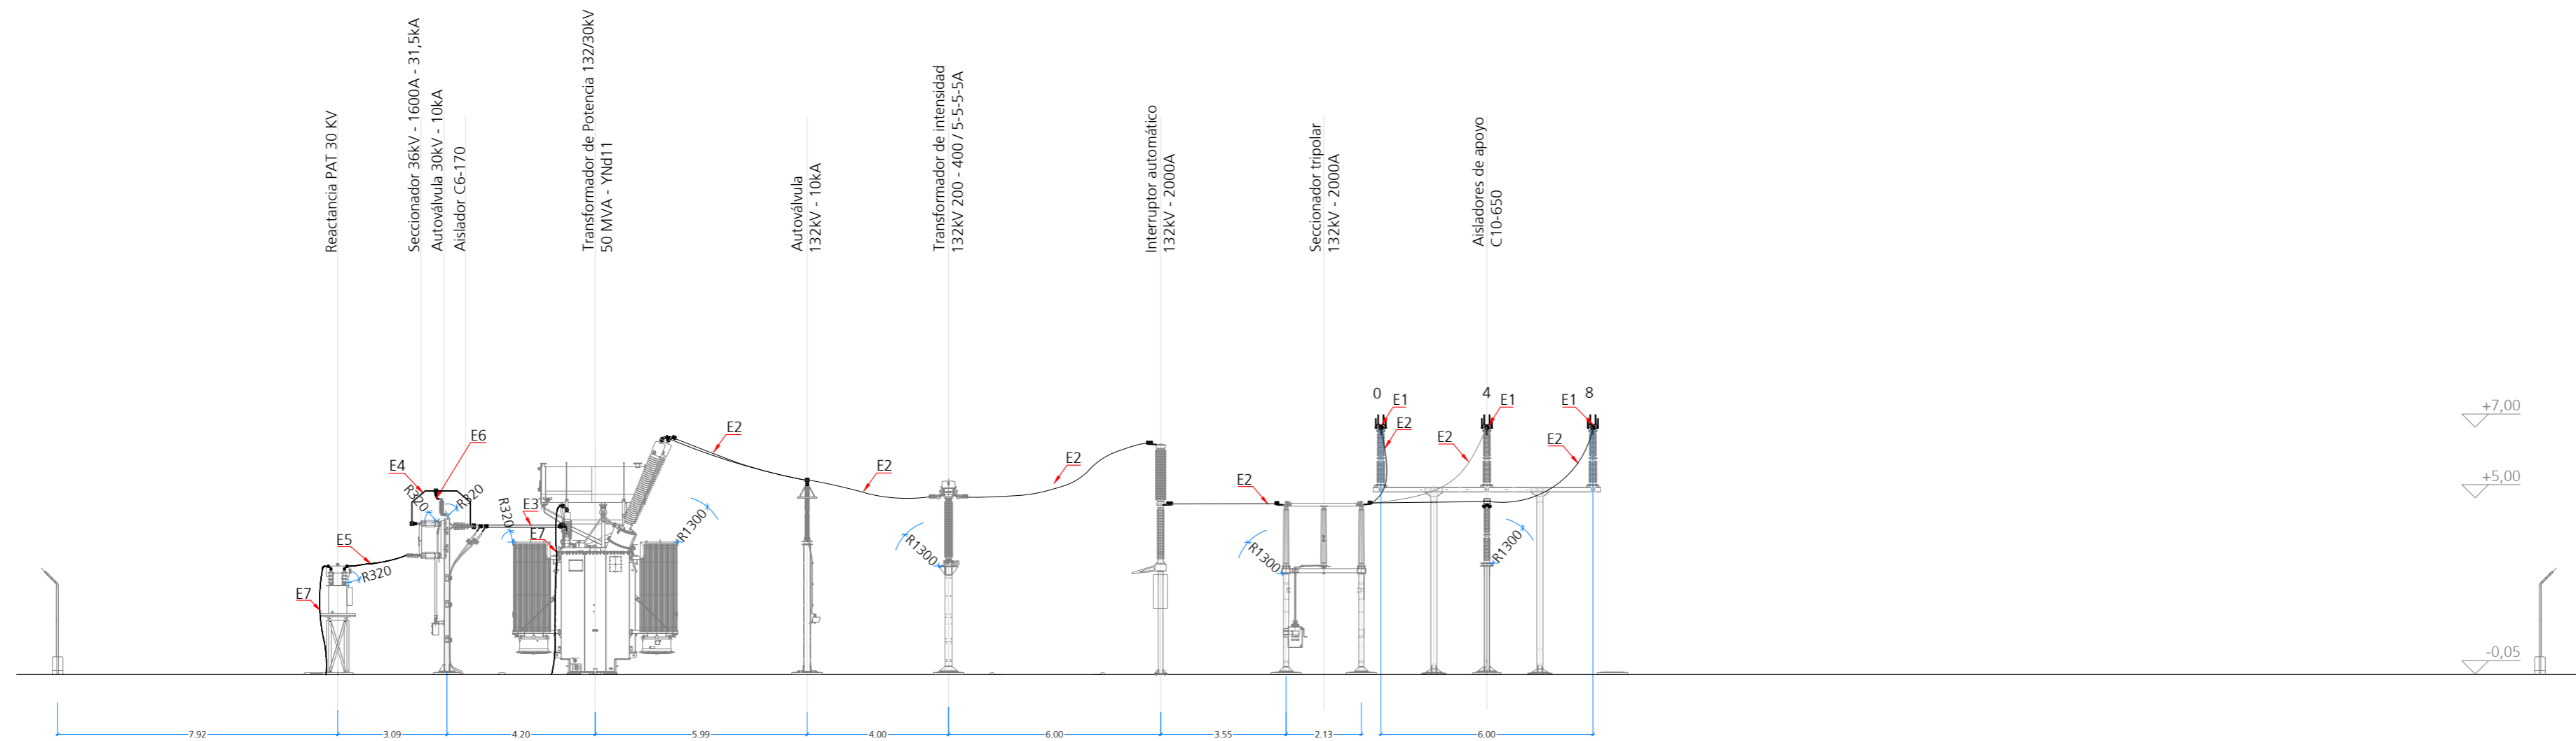 Reactancia PAT 30 KV
Seccionador 36kV - 1600A - 31,5kA
Autoválvula 30kV - 10kA
Aislador C6-170
Transformador de Potencia 132/30kV
50 MVA - YNd11
Autoválvula
132kV - 10kA
Transformador de intensidad
132kV 200 - 400 / 5-5-5-5A
Interruptor automático
132kV - 2000A
Seccionador tripolar
132kV - 2000A
Aisladores de apoyo
C10-650
0
4
8
E1
E1
E1
+7,00
E2
E2
E2
E2
E6
E4
E2
E2
E2
+5,00
R320
R320
R320
E3
R1300
E7
E5
R320
R1300
R1300
R1300
E7
-0,05
7.92
3.09
4.20
5.99
4.00
6.00
3.55
2.13
6.00